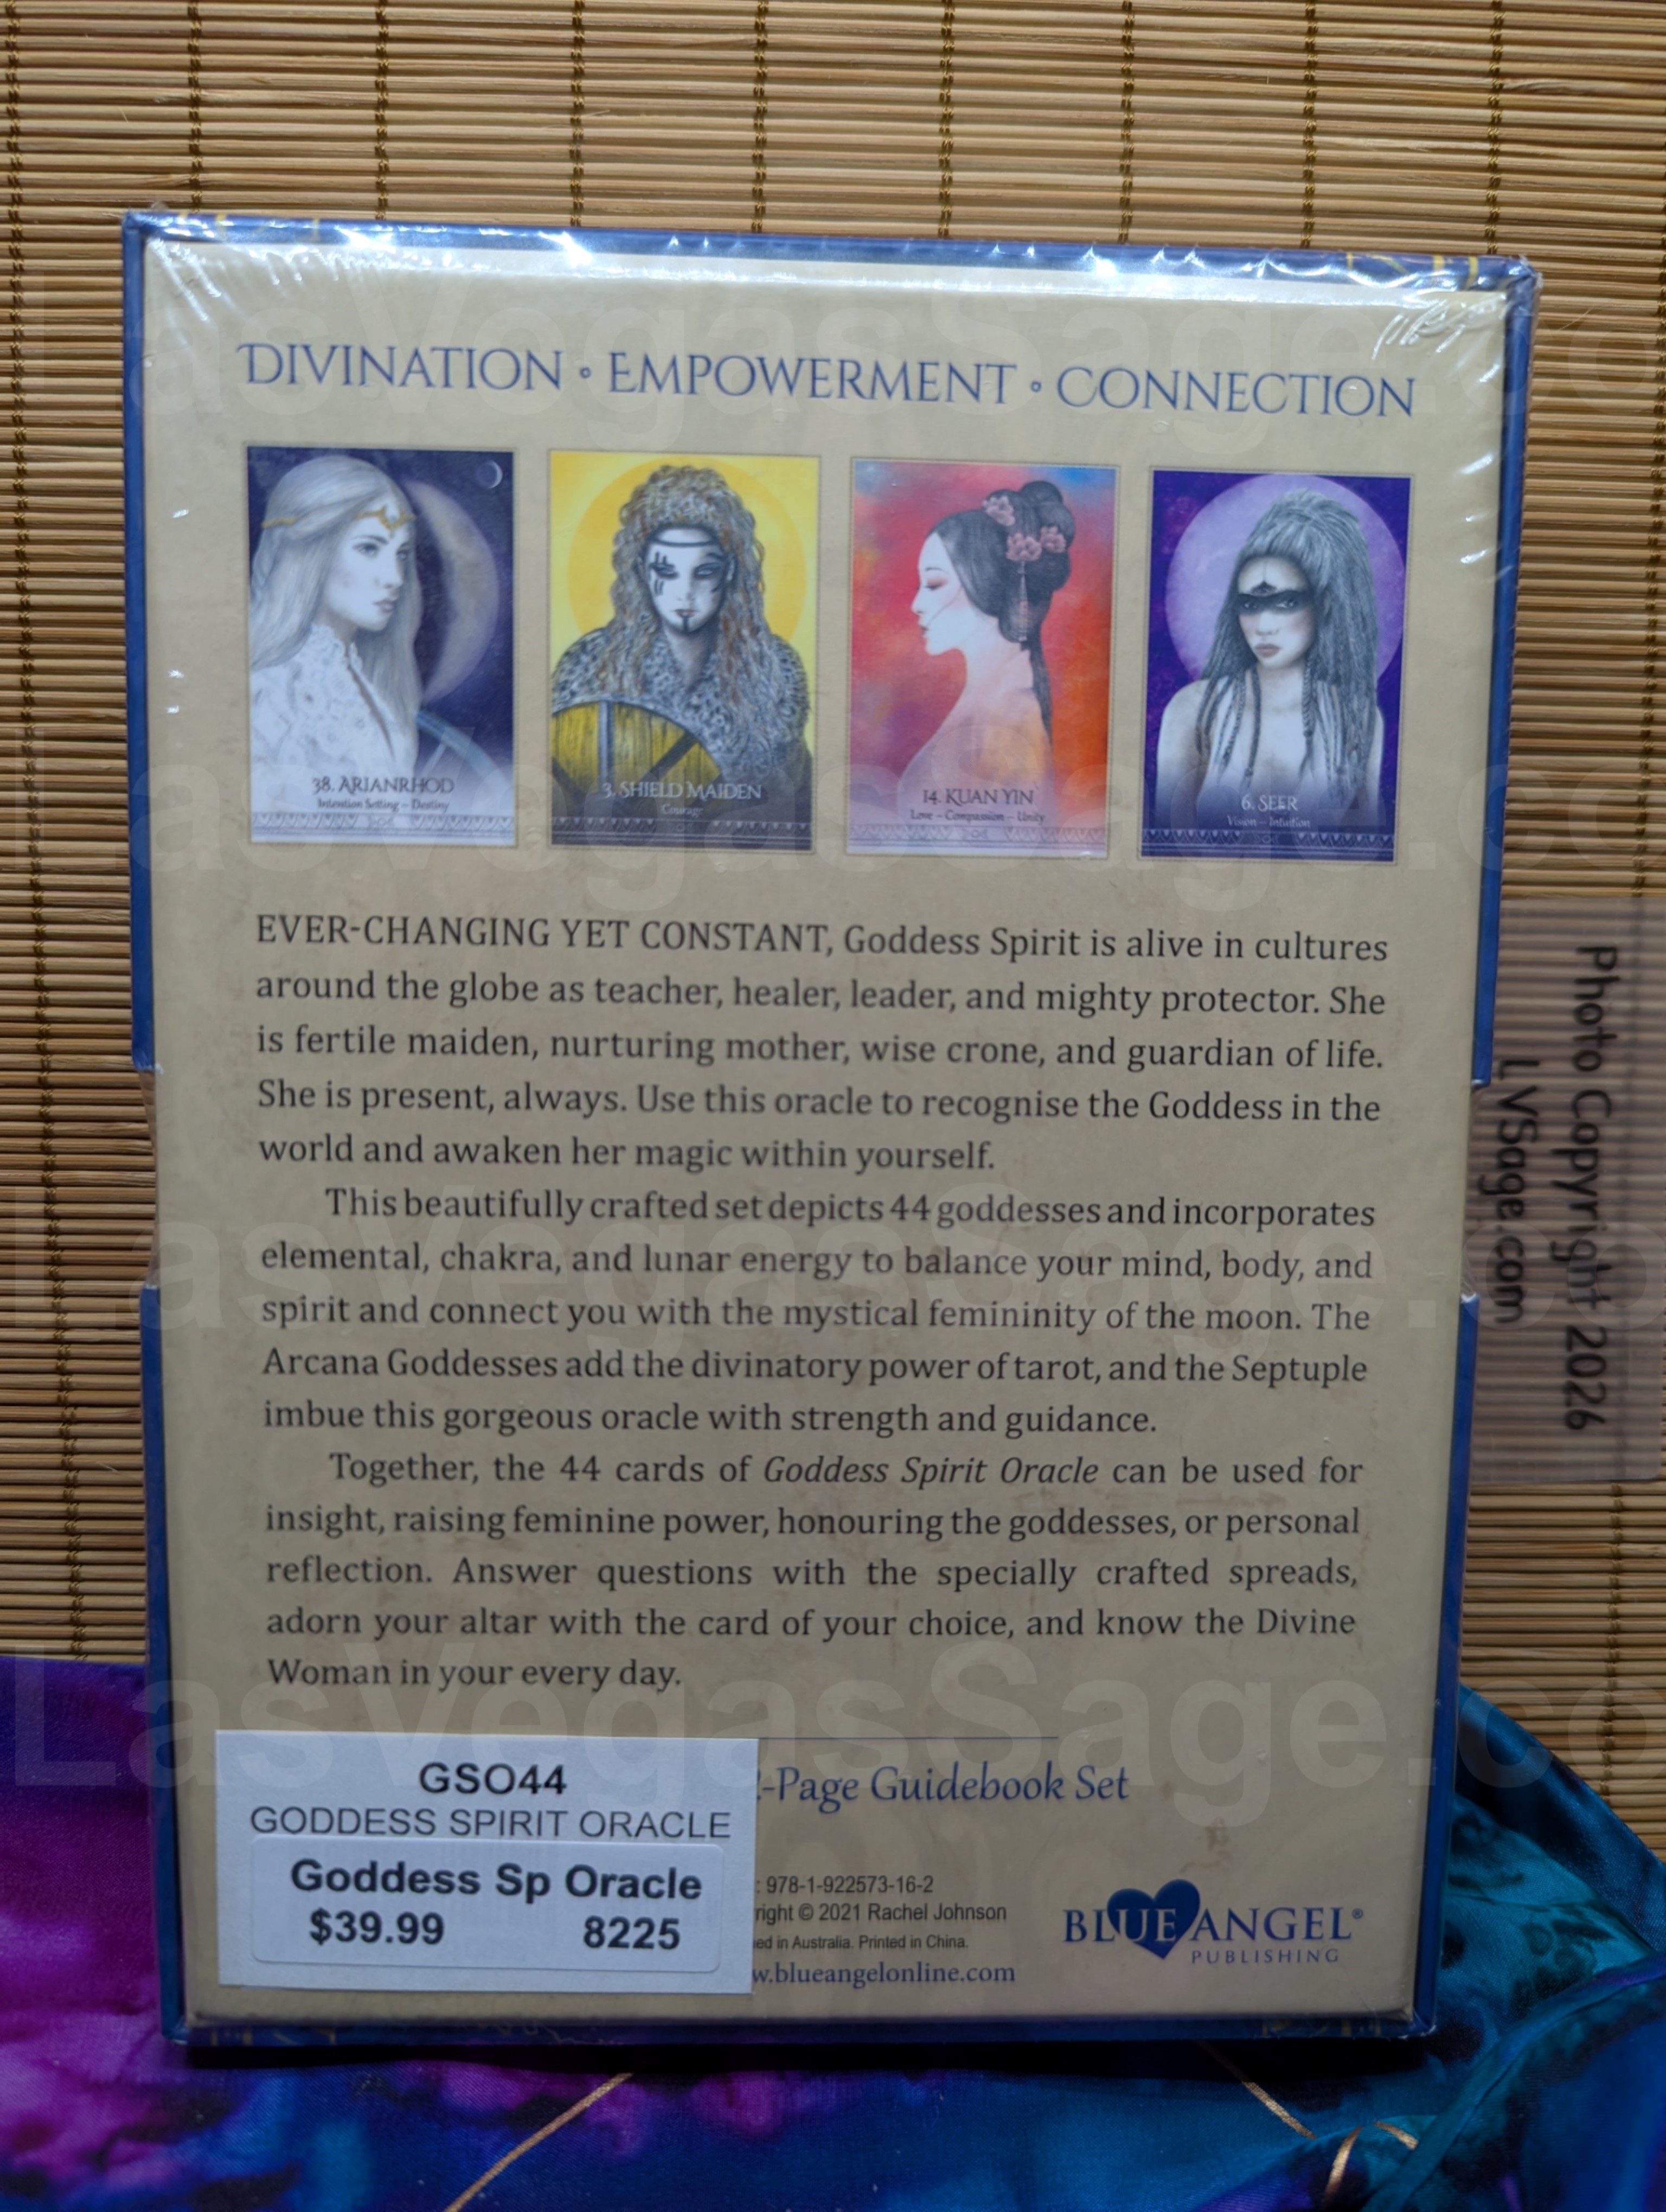 DIVINATION • EMPOWERMENT • CONNECTION
38. ARIANRHOD
Intention Setting – Destiny
3. SHIELD MAIDEN
Courage
14. KUAN YIN
Love – Compassion – Unity
6. SEER
Vision – Intuition
EVER-CHANGING YET CONSTANT, Goddess Spirit is alive in cultures
around the globe as teacher, healer, leader, and mighty protector. She
is fertile maiden, nurturing mother, wise crone, and guardian of life.
She is present, always. Use this oracle to recognise the Goddess in the
world and awaken her magic within yourself.
This beautifully crafted set depicts 44 goddesses and incorporates
elemental, chakra, and lunar energy to balance your mind, body, and
spirit and connect you with the mystical femininity of the moon. The
Arcana Goddesses add the divinatory power of tarot, and the Septuple
imbue this gorgeous oracle with strength and guidance.
Together, the 44 cards of Goddess Spirit Oracle can be used for
insight, raising feminine power, honouring the goddesses, or personal
reflection. Answer questions with the specially crafted spreads,
adorn your altar with the card of your choice, and know the Divine
Woman in your every day.
-Page Guidebook Set
GSO44
GODDESS SPIRIT ORACLE
Goddess Sp Oracle
$39.99 8225
: 978-1-922573-16-2
right © 2021 Rachel Johnson
ed in Australia. Printed in China.
w.blueangelonline.com
BLUE ANGEL®
PUBLISHING
Photo Copyright 2026
LVSage.com
LasVegasSage.co
LasVegasSage.co
LasVegasSage.co
LasVegasSage.co